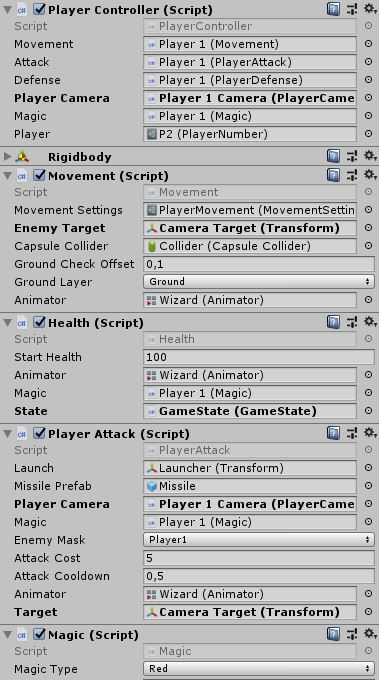 Player Controller (Script)
Script PlayerController
Movement Player 1 (Movement)
Attack Player 1 (PlayerAttack)
Defense Player 1 (PlayerDefense)
Player Camera Player 1 Camera (PlayerCame
Magic Player 1 (Magic)
Player P2 (PlayerNumber)
Rigidbody
Movement (Script)
Script Movement
Movement Settings PlayerMovement (MovementSettin
Enemy Target Camera Target (Transform)
Capsule Collider Collider (Capsule Collider)
Ground Check Offset 0,1
Ground Layer Ground
Animator Wizard (Animator)
Health (Script)
Script Health
Start Health 100
Animator Wizard (Animator)
Magic Player 1 (Magic)
State GameState (GameState)
Player Attack (Script)
Script PlayerAttack
Launch Launcher (Transform)
Missile Prefab Missile
Player Camera Player 1 Camera (PlayerCame
Magic Player 1 (Magic)
Enemy Mask Player1
Attack Cost 5
Attack Cooldown 0,5
Animator Wizard (Animator)
Target Camera Target (Transform)
Magic (Script)
Script Magic
Magic Type Red